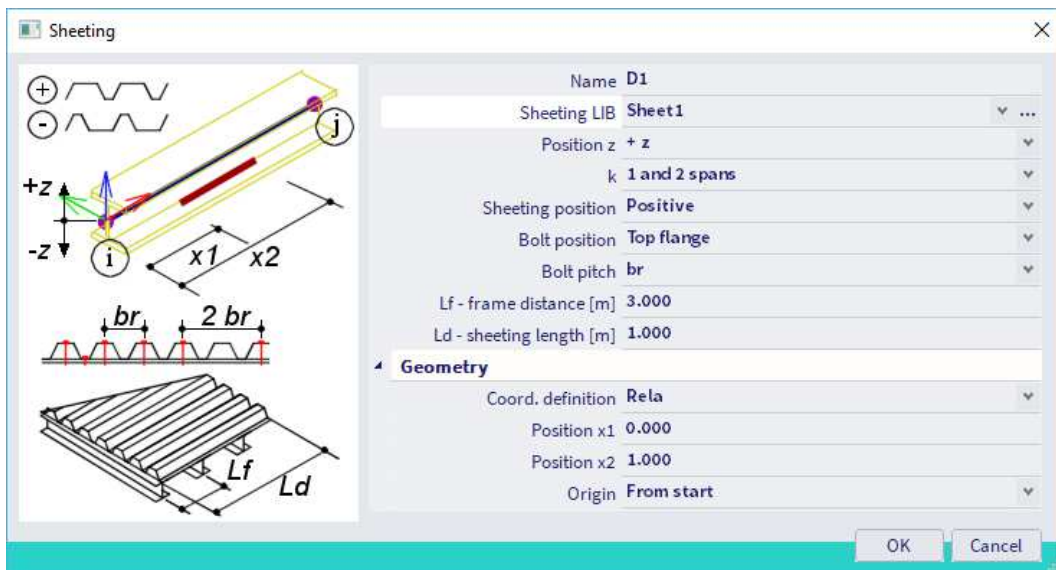 Sheeting
+
-
+z
-z
i
j
x1
x2
br
2 br
Lf
Ld
Name D1
Sheeting LIB Sheet1 ...
Position z + z
k 1 and 2 spans
Sheeting position Positive
Bolt position Top flange
Bolt pitch br
Lf - frame distance [m] 3.000
Ld - sheeting length [m] 1.000
Geometry
Coord. definition Rela
Position x1 0.000
Position x2 1.000
Origin From start
OK Cancel